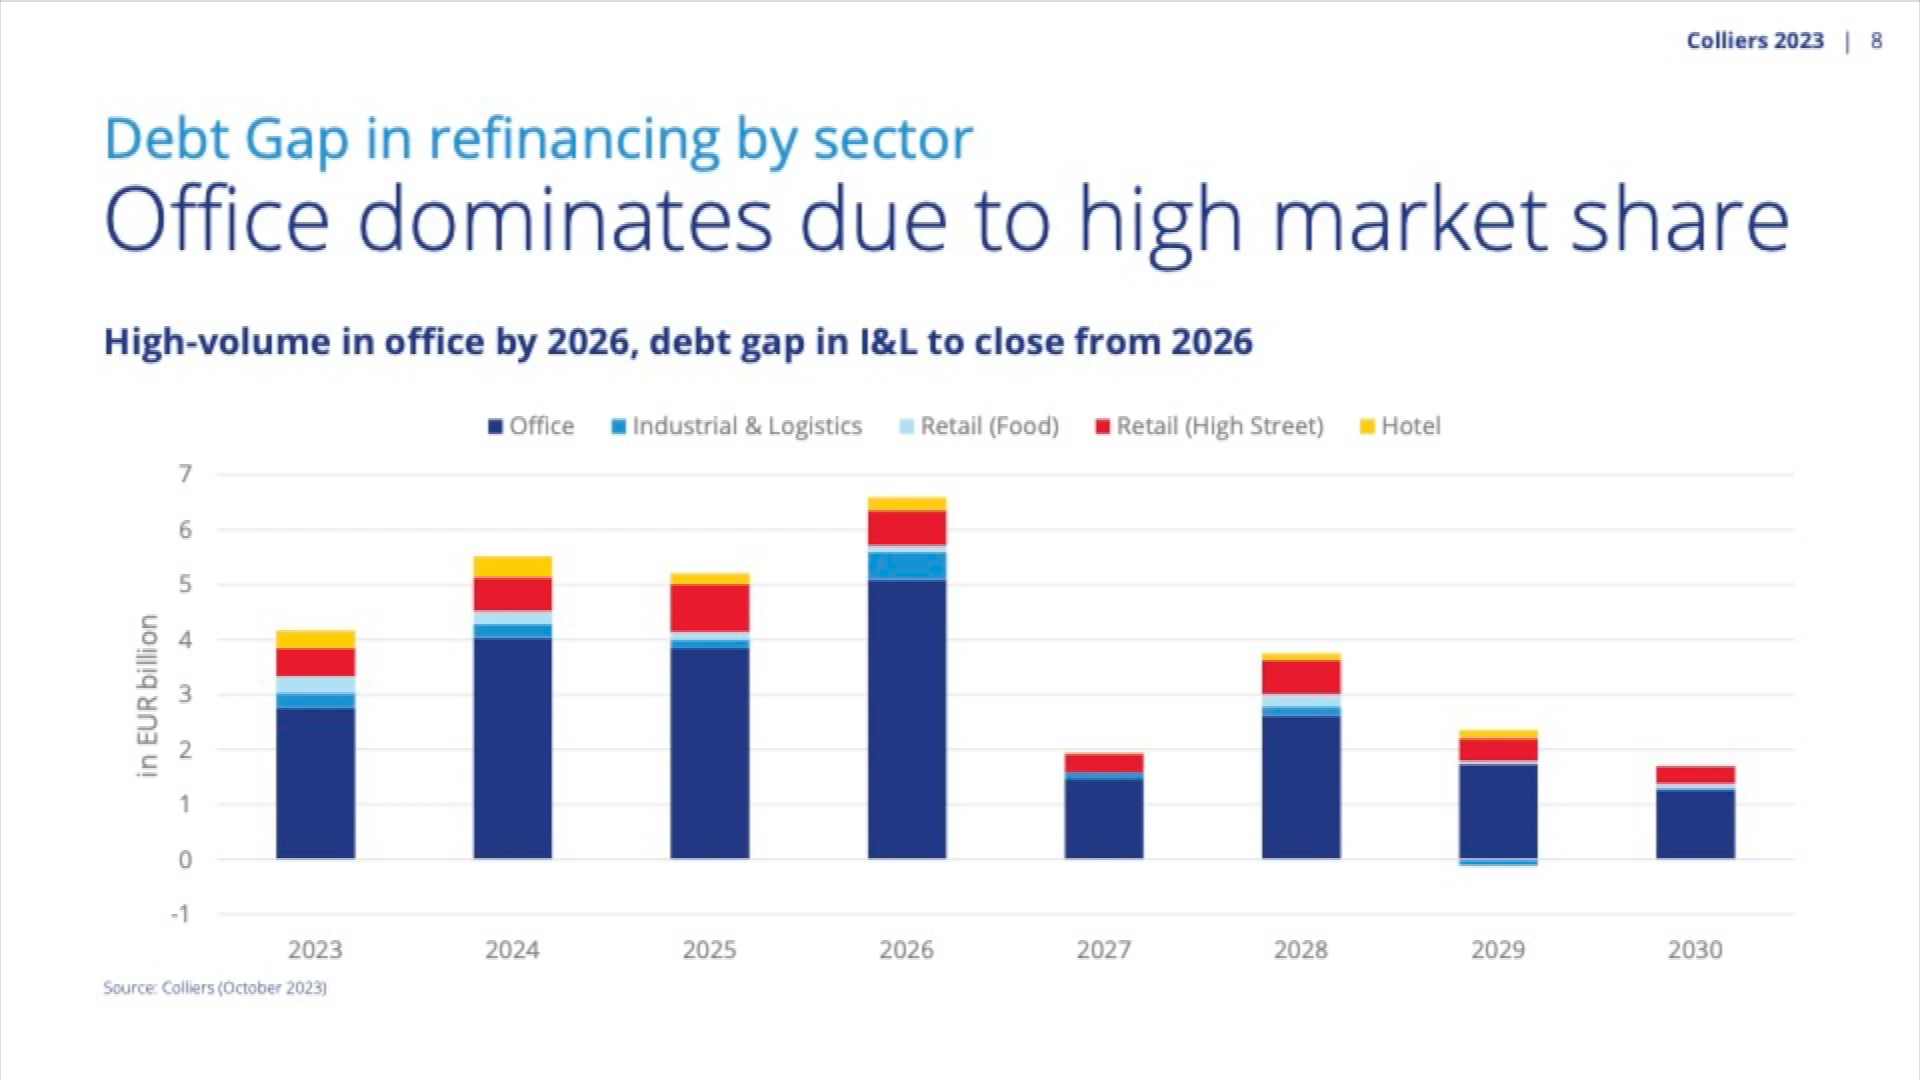 Colliers 2023 | 8
Debt Gap in refinancing by sector
Office dominates due to high market share
High-volume in office by 2026, debt gap in I&L to close from 2026
Office Industrial & Logistics Retail (Food) Retail (High Street) Hotel
7
6
5
4
3
2
1
0
-1
in EUR billion
2023 2024 2025 2026 2027 2028 2029 2030
Source: Colliers (October 2023)